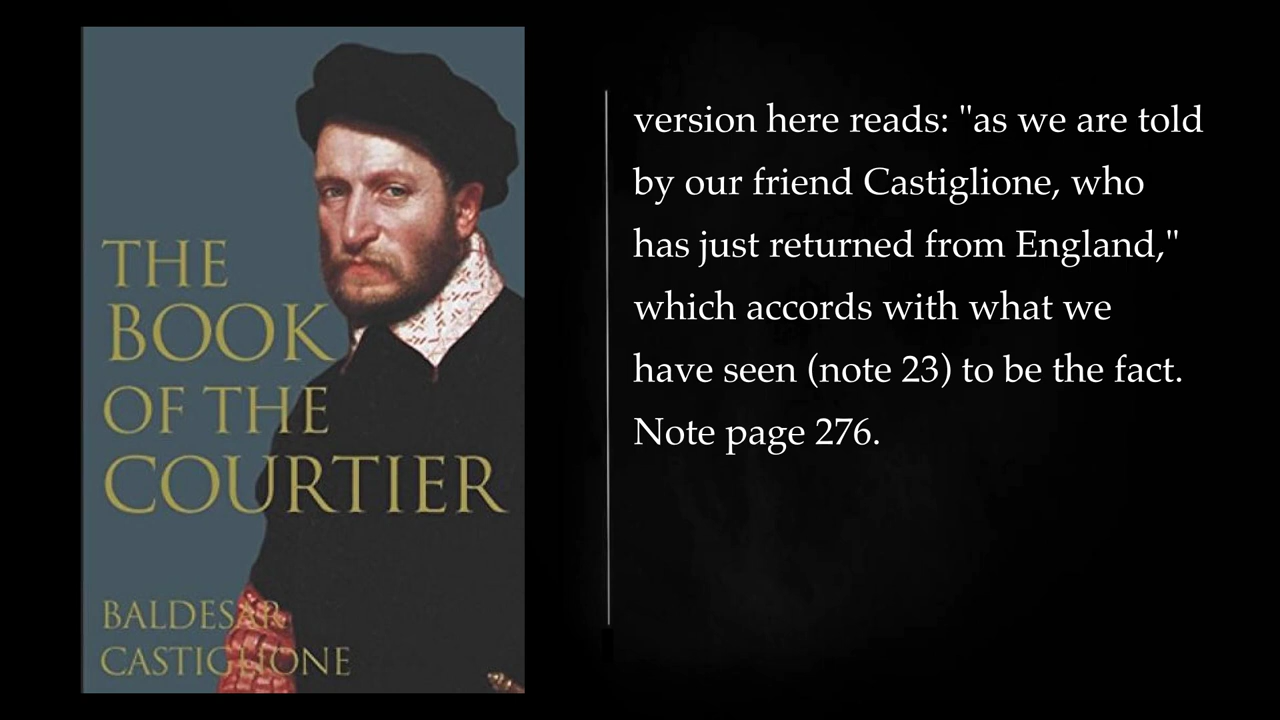 THE
BOOK
OF THE
COURTIER
BALDESAR
CASTIGLIONE
version here reads: "as we are told
by our friend Castiglione, who
has just returned from England,"
which accords with what we
have seen (note 23) to be the fact.
Note page 276.